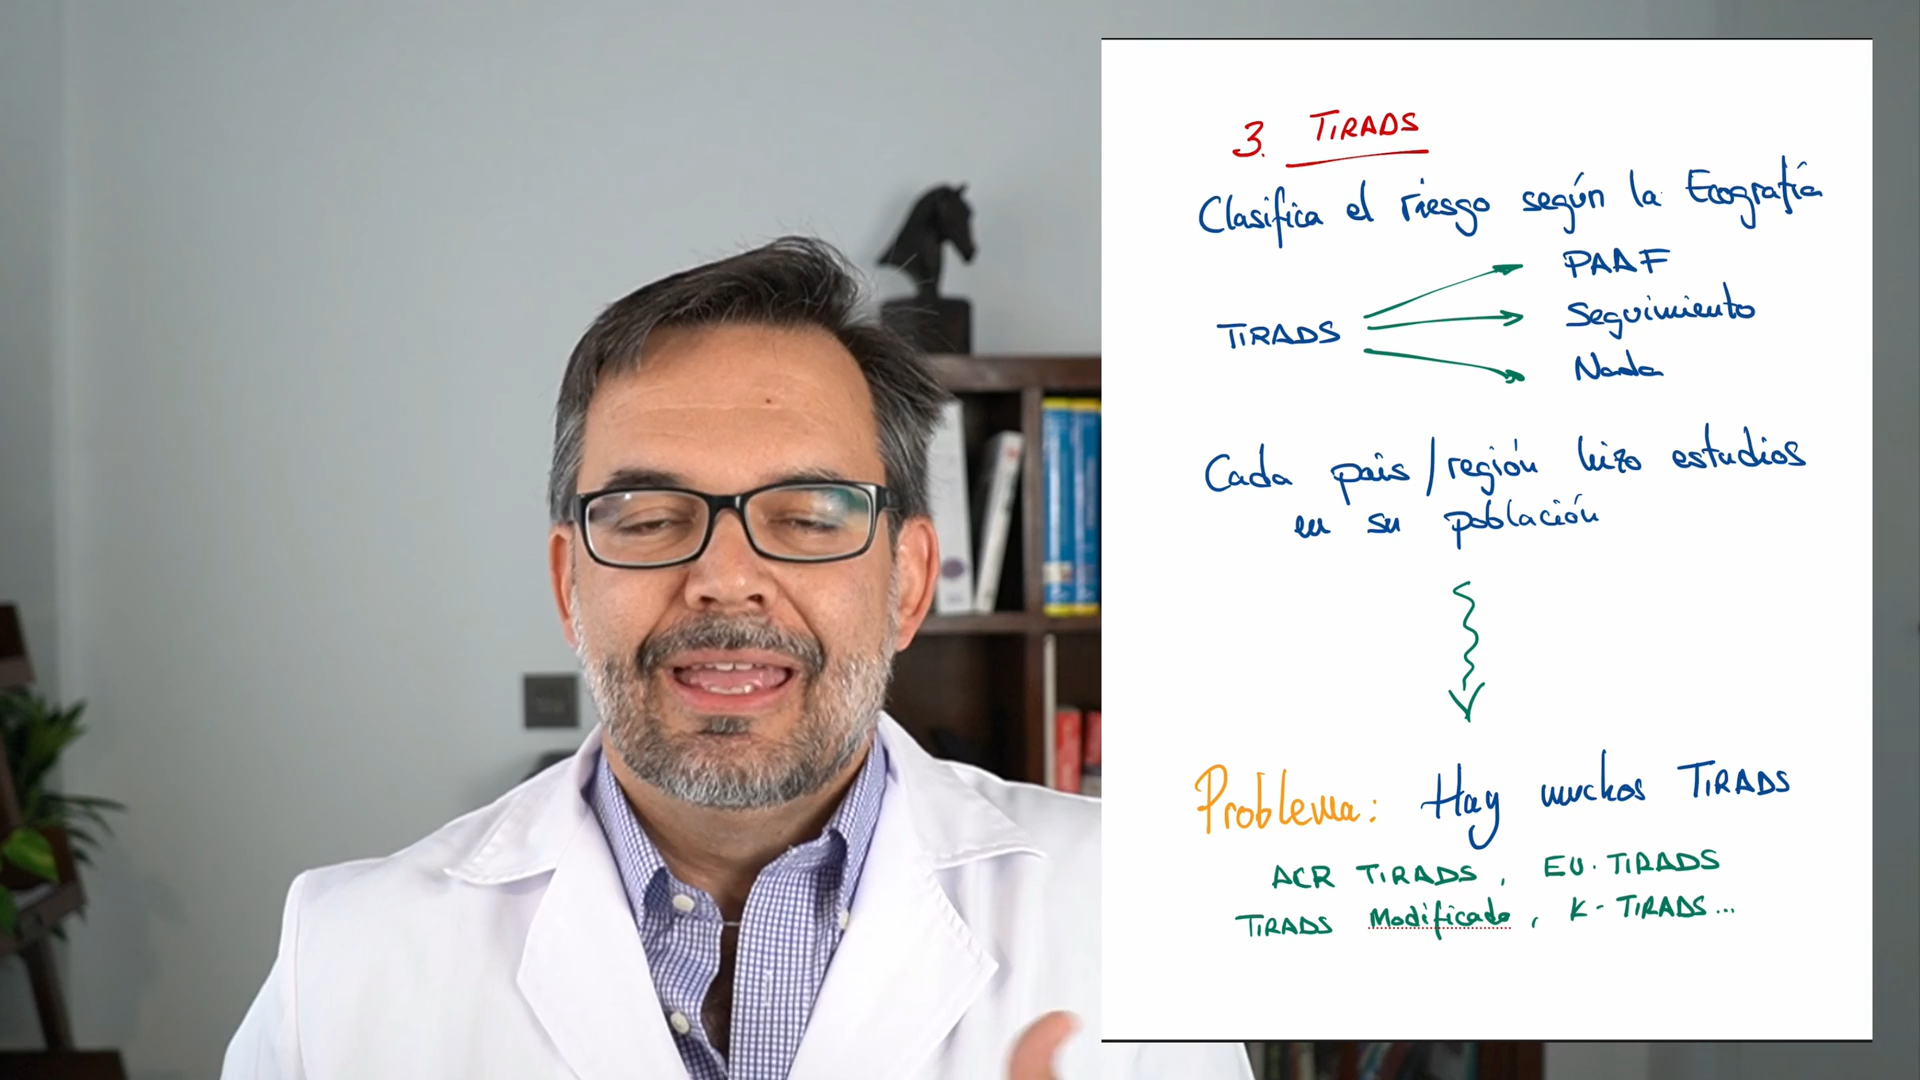 3. TIRADS
Clasifica el riesgo según la Ecografía
PAAF
TIRADS Seguimiento
Nada
Cada país/región hizo estudios
en su población
Problema: Hay muchos TIRADS
ACR TIRADS, EU-TIRADS
TIRADS Modificado, K-TIRADS...